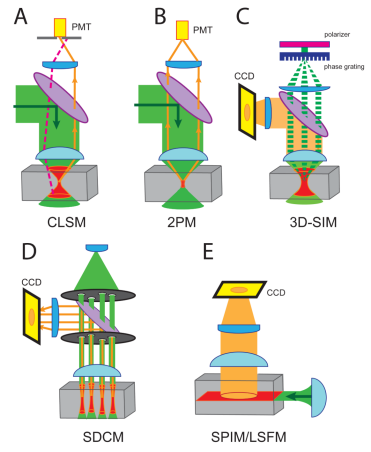 A
PMT
B
PMT
C
polarizer
phase grating
CCD
CLSM
2PM
3D-SIM
D
CCD
SDCM
E
CCD
SPIM/LSFM